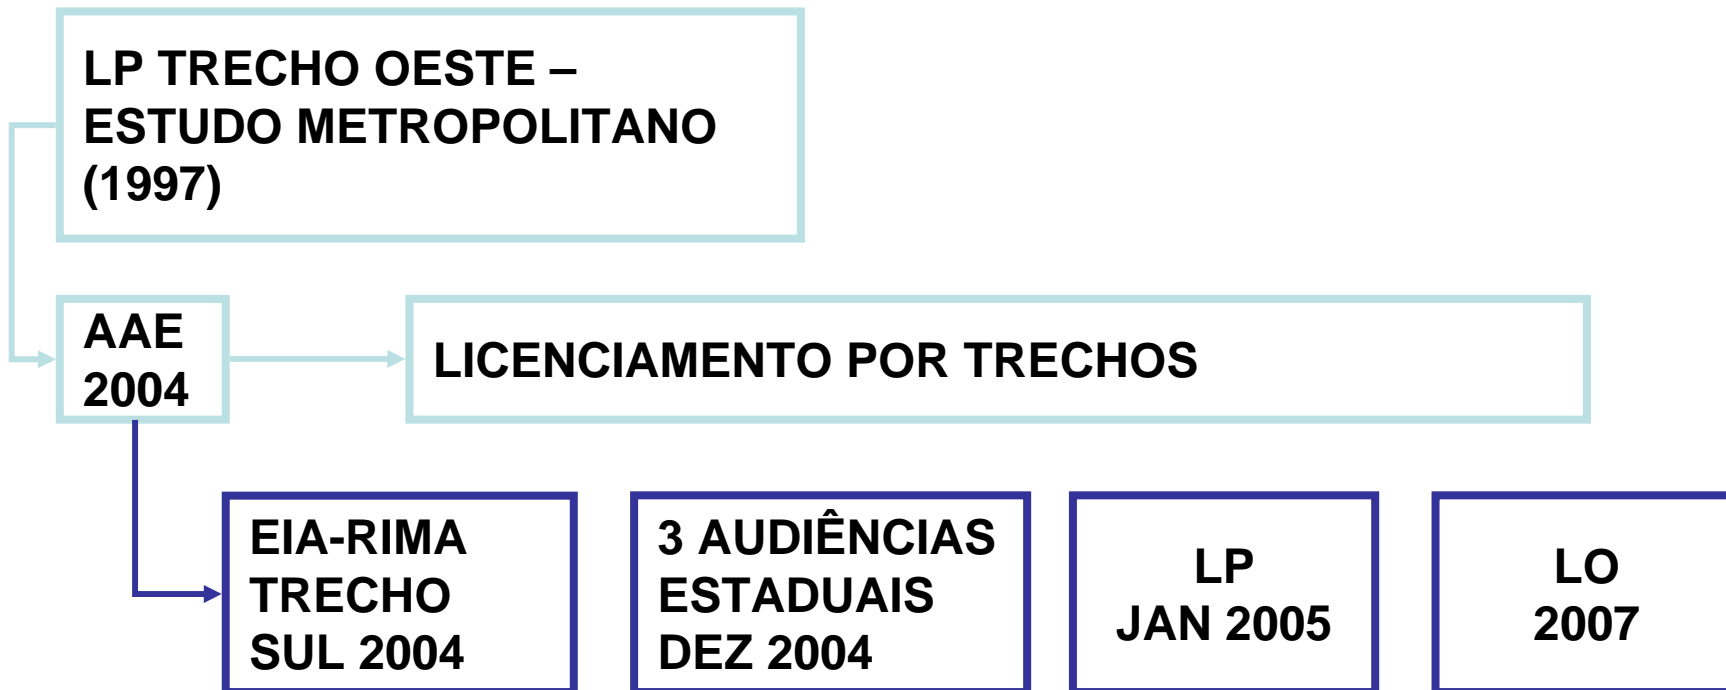 LP TRECHO OESTE –
ESTUDO METROPOLITANO
(1997)
AAE
2004
LICENCIAMENTO POR TRECHOS
EIA-RIMA
TRECHO
SUL 2004
3 AUDIÊNCIAS
ESTADUAIS
DEZ 2004
LP
JAN 2005
LO
2007